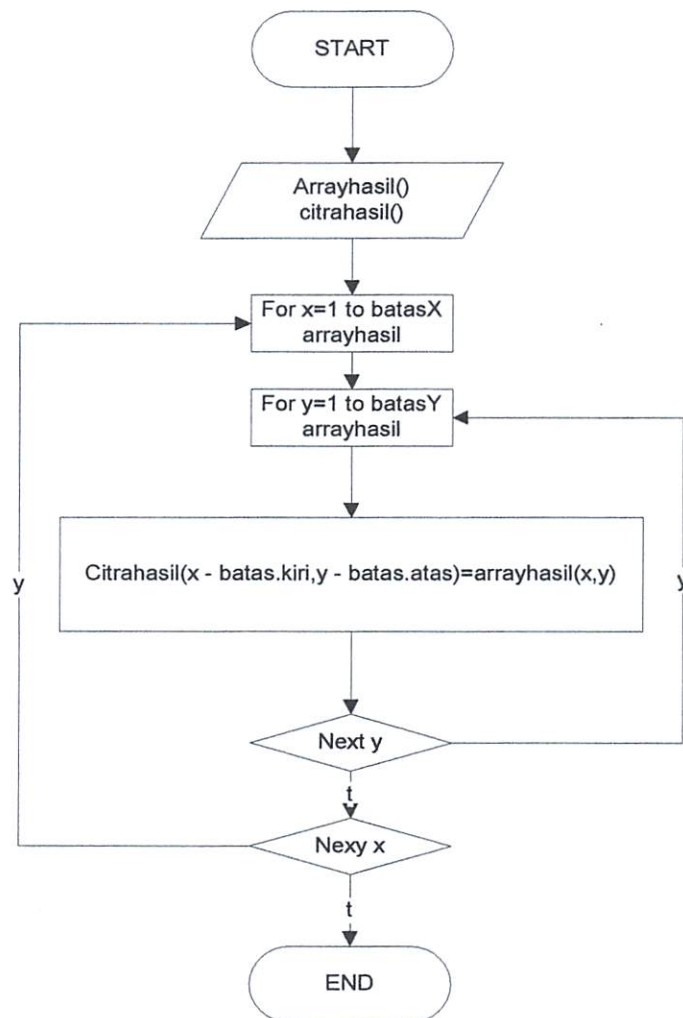 START
Arrayhasil()
citrahasil()
For x=1 to batasX
arrayhasil
For y=1 to batasY
arrayhasil
Citrahasil(x - batas.kiri,y - batas.atas)=arrayhasil(x,y)
y
y
Next y
t
Nexy x
t
END